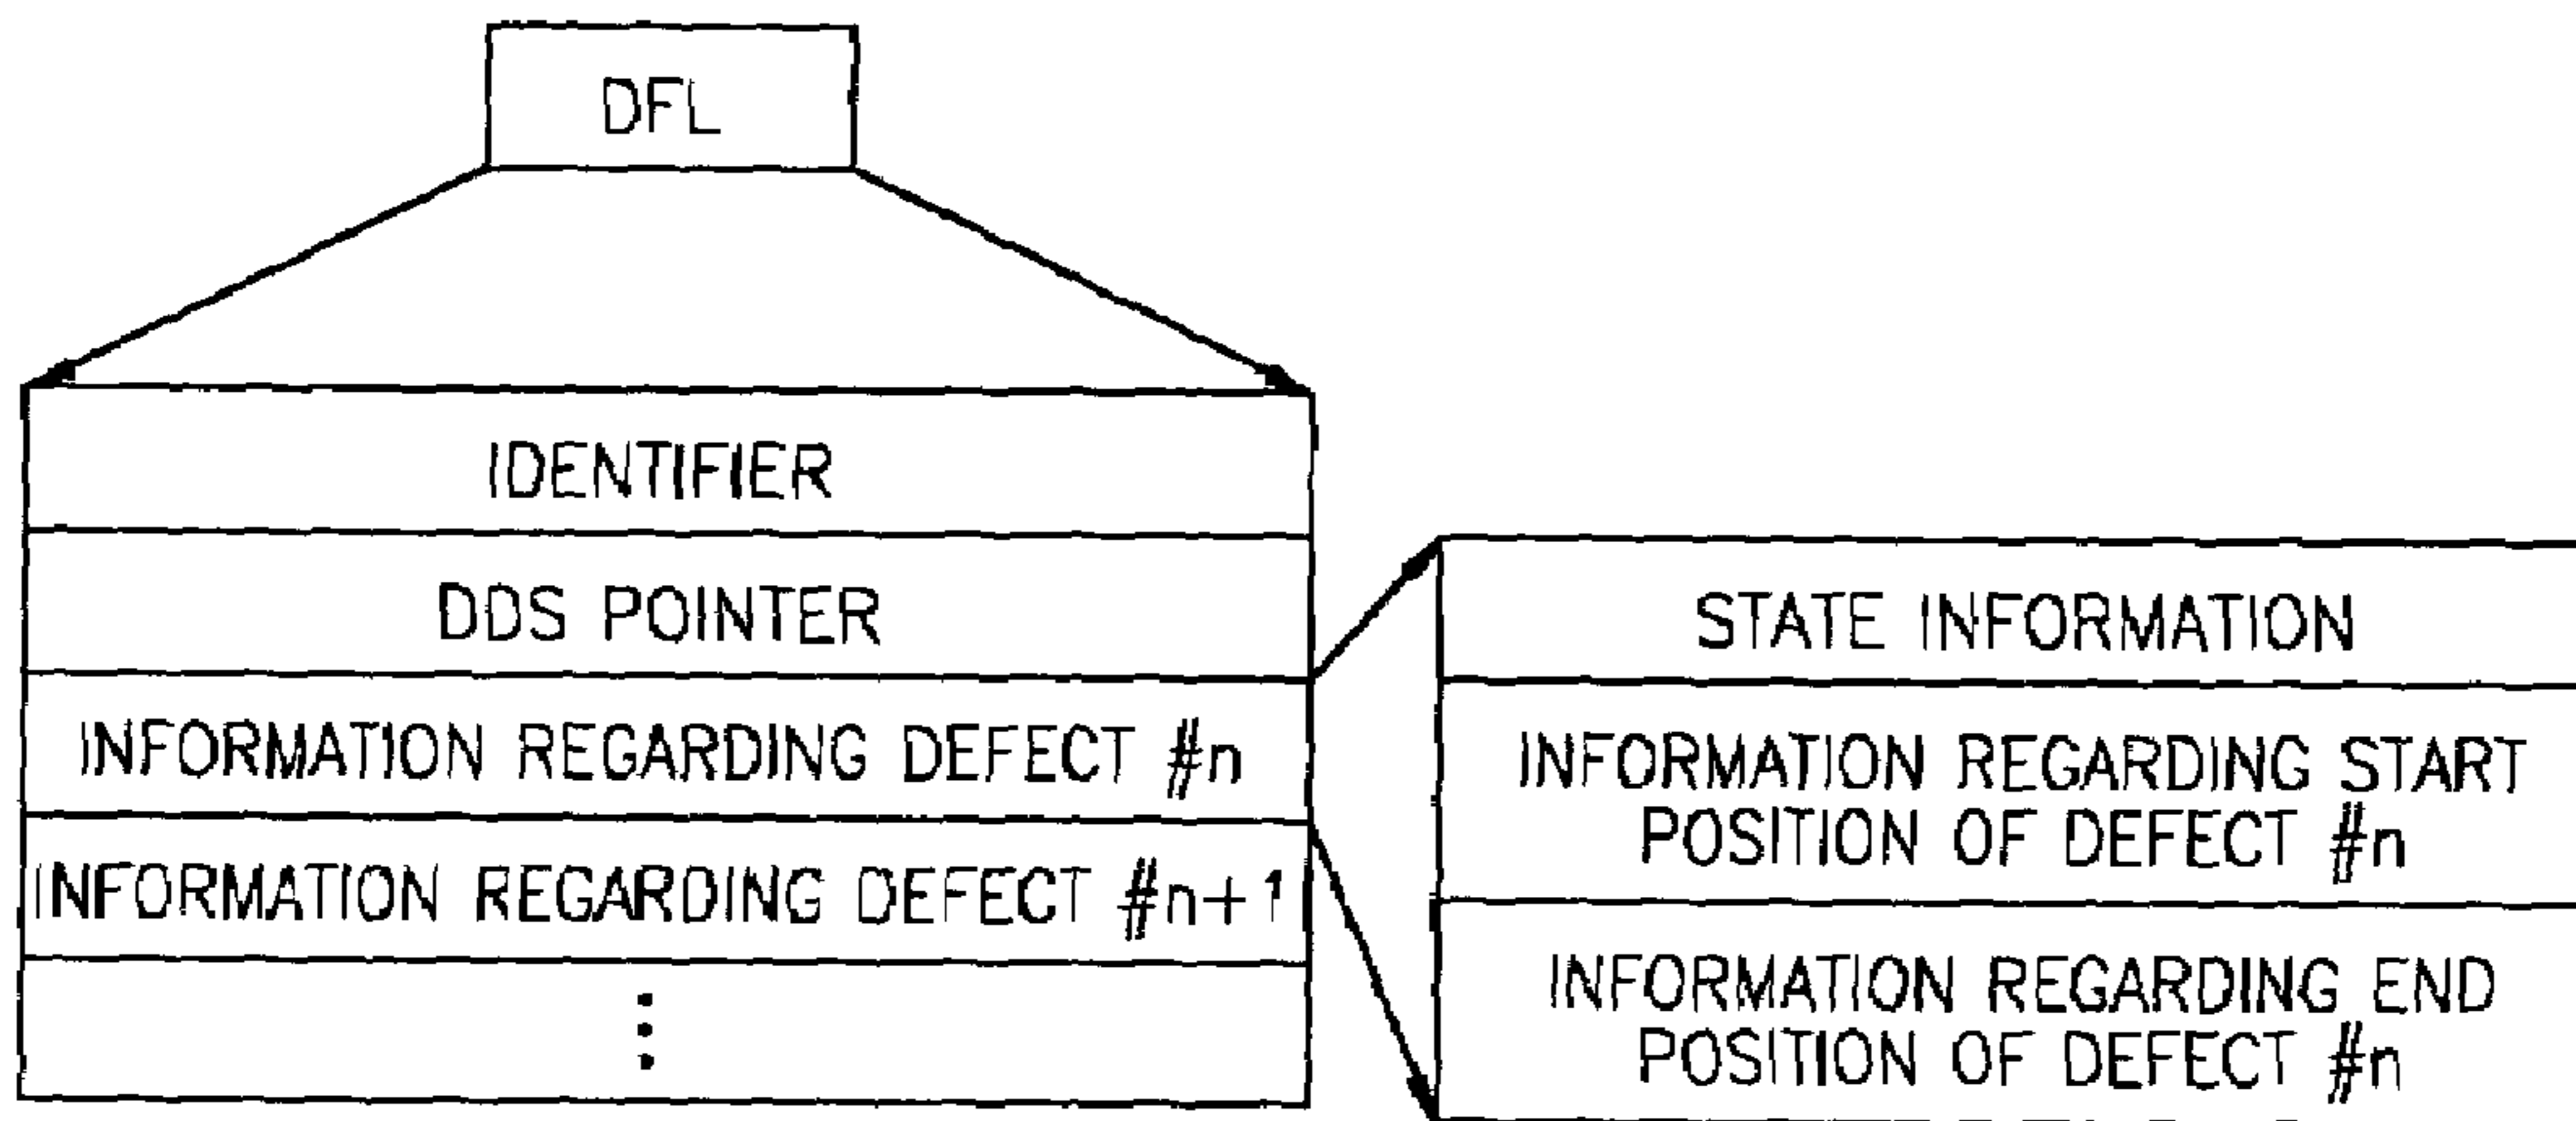 DFL
IDENTIFIER
DDS POINTER
INFORMATION REGARDING DEFECT #n
INFORMATION REGARDING DEFECT #n+1
STATE INFORMATION
INFORMATION REGARDING START
POSITION OF DEFECT #n
INFORMATION REGARDING END
POSITION OF DEFECT #n